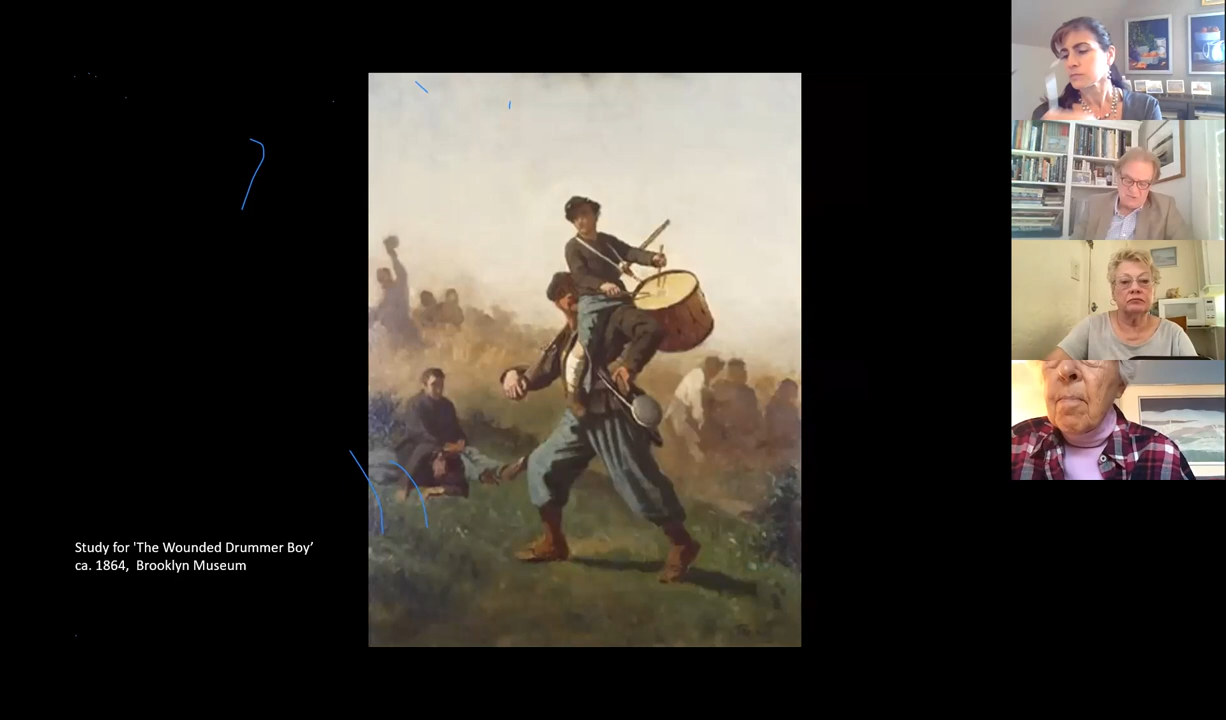 Study for 'The Wounded Drummer Boy’
ca. 1864,  Brooklyn Museum